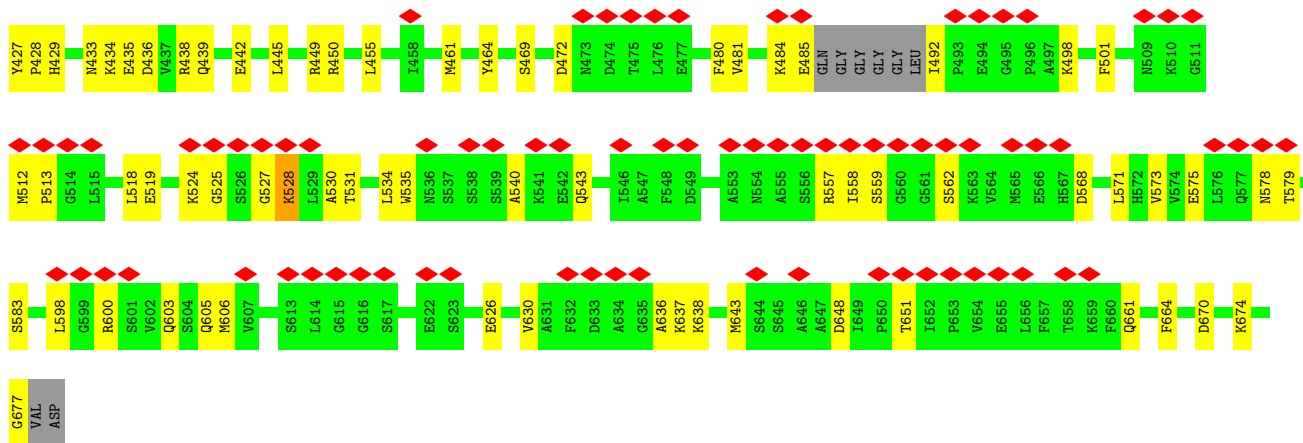 Y427 P428 H429 N433 K434 E435 D436 V437 R438 Q439 E442 L445 R449 R450 L455 I458 M461 Y464 S469 D472 N473 D474 T475 L476 E477 F480 V481 K484 E485 GLN GLY GLY GLY GLY LEU I492 P493 E494 G495 P496 A497 K498 F501 N509 K510 G511
M512 P513 G514 L515 L518 E519 K524 G525 S526 G527 K528 L529 A530 T531 L534 W535 N536 S537 S538 S539 A540 K541 E542 Q543 I546 A547 F548 D549 A553 N554 A555 S556 R557 I558 S559 G560 G561 S562 K563 V564 M565 E566 H567 D568 L571 H572 V573 V574 E575 L576 Q577 N578 T579
S583 L598 G599 R600 S601 V602 Q603 S604 Q605 M606 V607 S613 L614 G615 G616 S617 E622 S623 E626 V630 A631 F632 D633 A634 G635 A636 K637 K638 M643 S644 S645 A646 A647 D648 I649 P650 T651 I652 P653 V654 E655 L656 F657 T658 K659 F660 Q661 F664 D670 K674
G677 VAL ASP